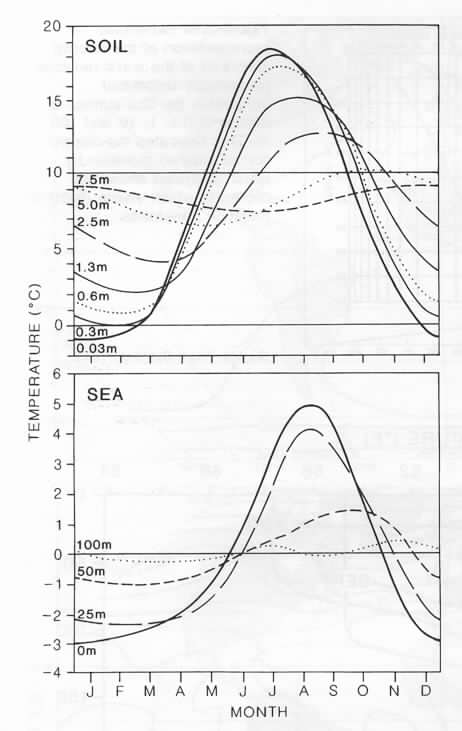 20
SOIL
15
10
7.5m
5.0m
2.5m
5
1.3m
0.6m
0
0.3m
0.03m
TEMPERATURE (°C)
6
SEA
5
4
3
2
1
100m
0
50m
-1
25m
-2
0m
-3
-4
J F M A M J J A S O N D
MONTH